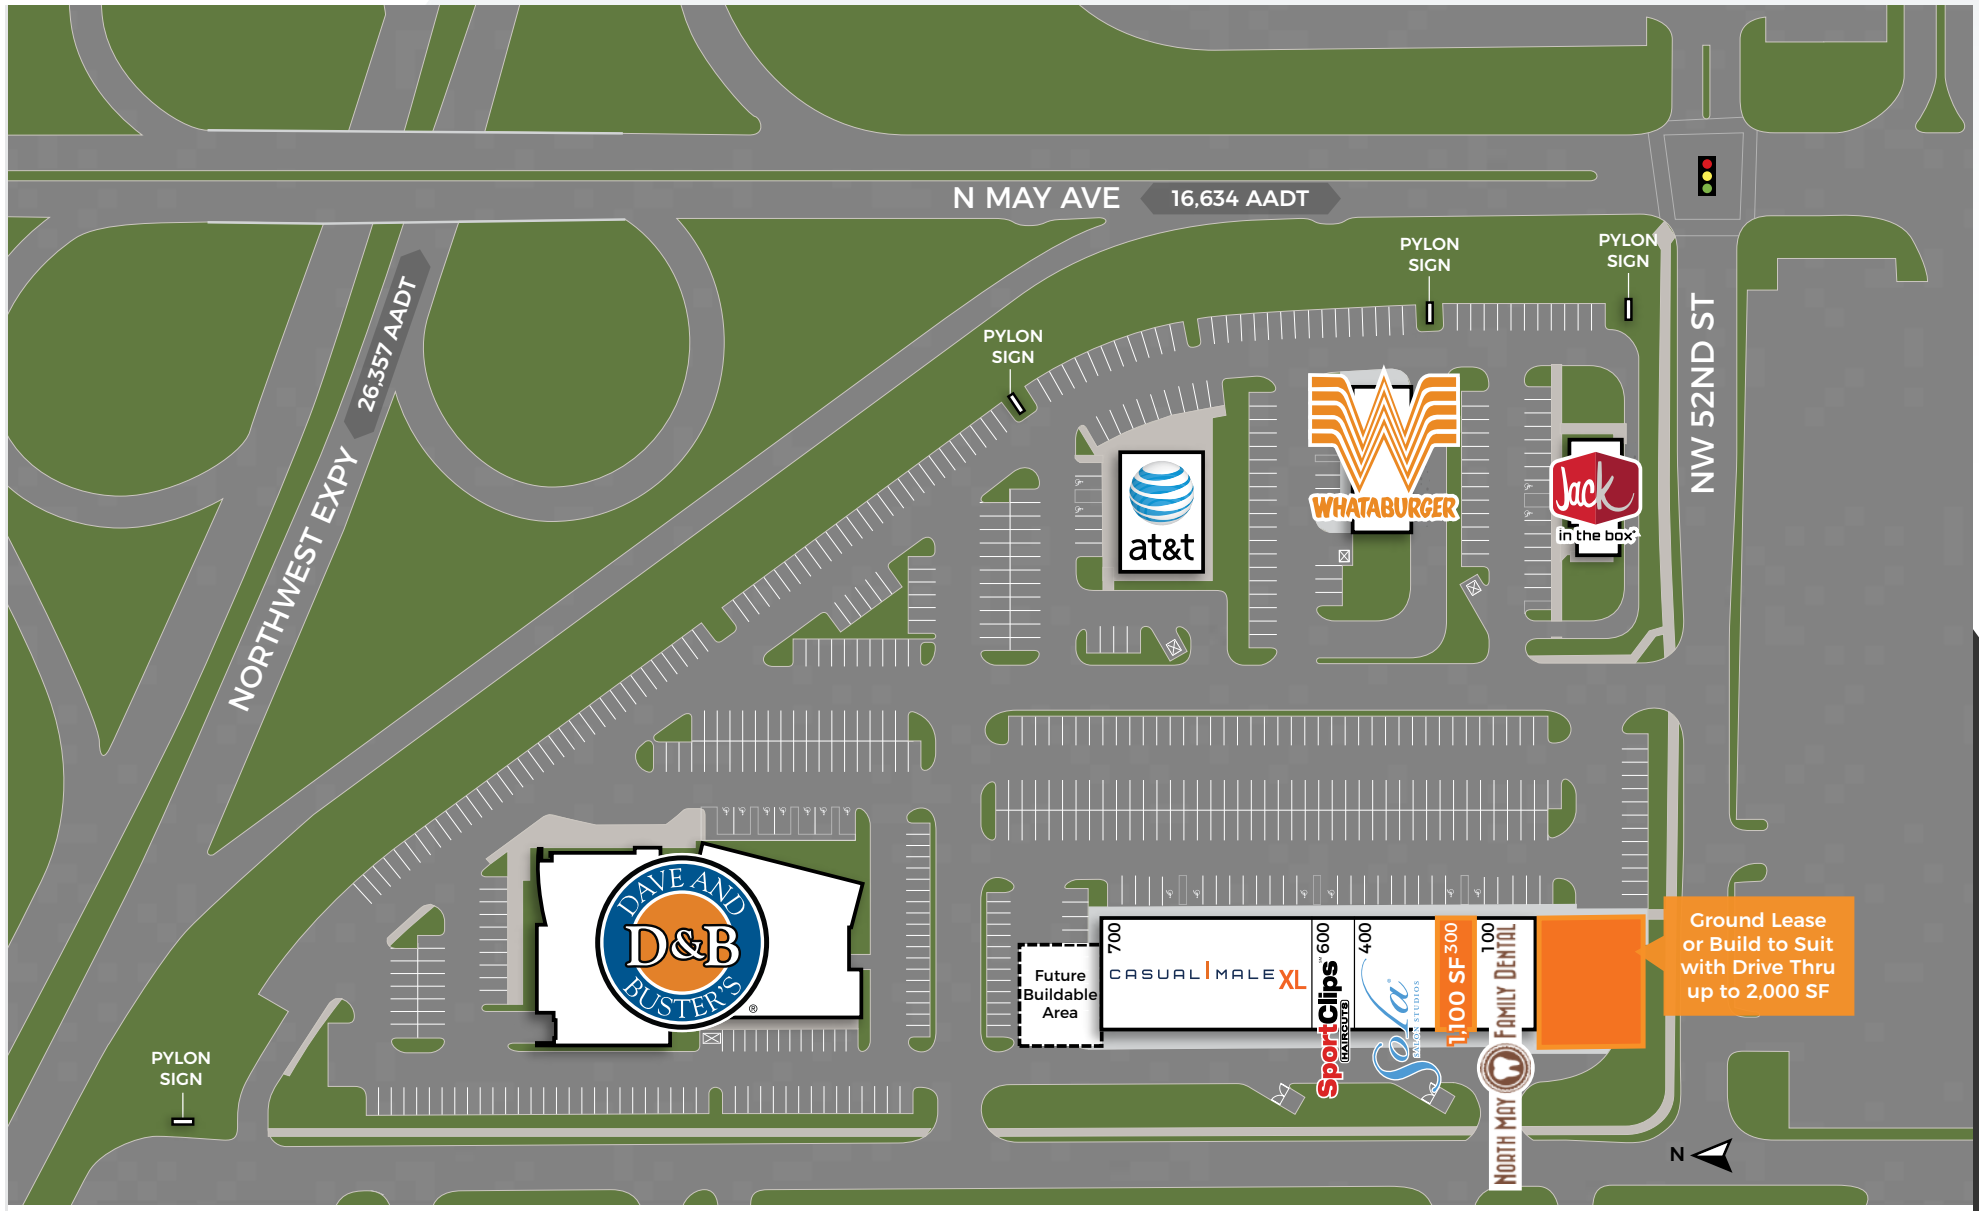 N MAY AVE
16,634 AADT
PYLON
SIGN
PYLON
SIGN
PYLON
SIGN
NW 52ND ST
26,357 AADT
NORTHWEST EXPY
at&t
WHATABURGER
Jack
in the box
DAVE AND
D&B
BUSTER'S
®
Future
Buildable
Area
700
CASUAL MALE XL
600
SportClips
HAIRCUTS
400
Sola
SALON STUDIOS
300
1,100 SF
100
NORTH MAY FAMILY DENTAL
Ground Lease
or Build to Suit
with Drive Thru
up to 2,000 SF
PYLON
SIGN
N